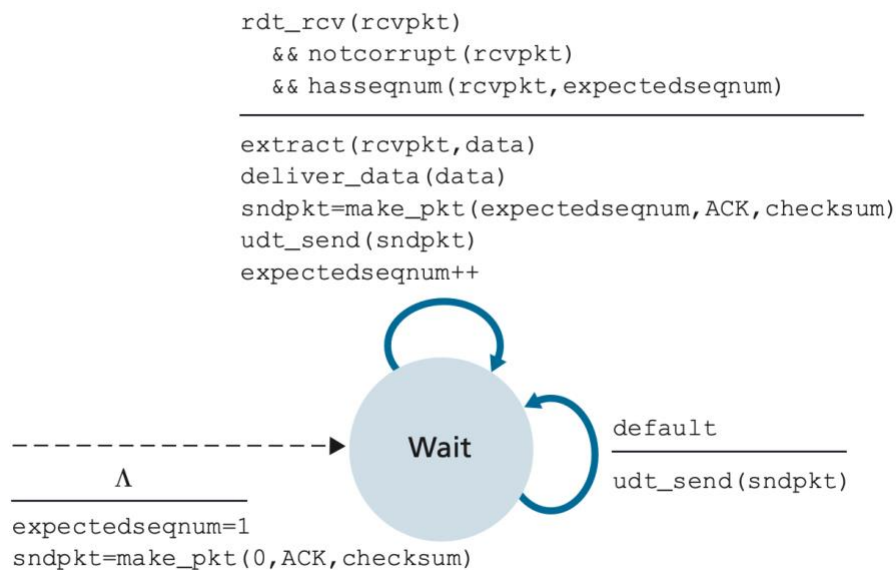 rdt_rcv(rcvpkt)
&& notcorrupt(rcvpkt)
&& hasseqnum(rcvpkt,expectedseqnum)
extract(rcvpkt,data)
deliver_data(data)
sndpkt=make_pkt(expectedseqnum,ACK,checksum)
udt_send(sndpkt)
expectedseqnum++
Wait
default
udt_send(sndpkt)
Λ
expectedseqnum=1
sndpkt=make_pkt(0,ACK,checksum)